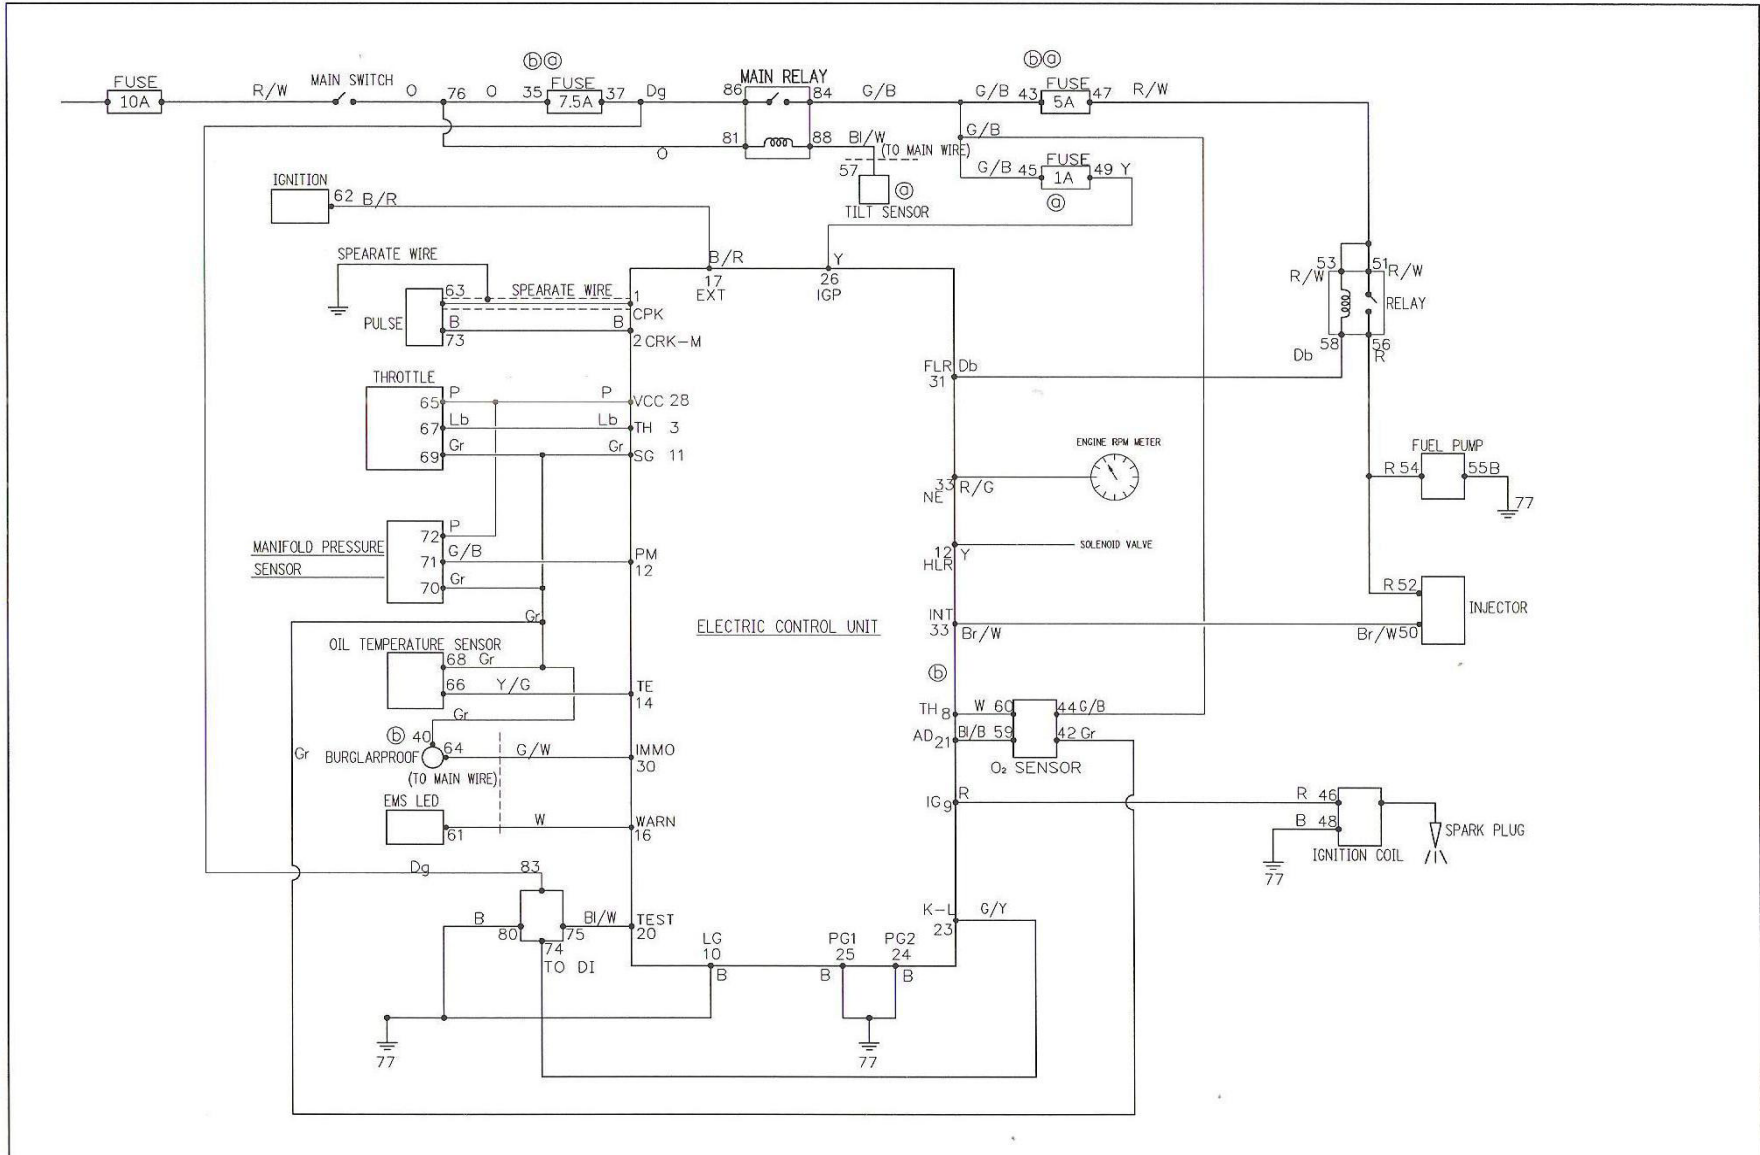 ⓑⓐ
ⓑⓐ
FUSE
10A
R/W
MAIN SWITCH
O
76
O
35
FUSE
7.5A
37
Dg
MAIN RELAY
86
84
G/B
G/B
43
FUSE
5A
47
R/W
O
81
88
Bl/W
(TO MAIN WIRE)
G/B
57
ⓐ
TILT SENSOR
G/B
45
FUSE
1A
49
Y
ⓐ
IGNITION
62
B/R
SPEARATE WIRE
B/R
17
EXT
Y
26
IGP
63
SPEARATE WIRE
1
CPK
PULSE
B
73
B
2
CRK-M
53
R/W
51
R/W
RELAY
58
Db
56
R
THROTTLE
65
P
P
VCC 28
67
Lb
Lb
TH 3
69
Gr
Gr
SG 11
FLR
31
Db
ENGINE RPM METER
33
NE
R/G
FUEL PUMP
R
54
55B
77
72
P
MANIFOLD PRESSURE
SENSOR
71
G/B
PM
12
70
Gr
12
HLR
Y
SOLENOID VALVE
Gr
ELECTRIC CONTROL UNIT
INT
33
Br/W
R
52
Br/W
50
INJECTOR
OIL TEMPERATURE SENSOR
68
Gr
66
Y/G
TE
14
ⓑ
Gr
TH
8
W
60
44
G/B
AD
21
Bl/B
59
42
Gr
O₂ SENSOR
Gr
ⓑ
40
BURGLARPROOF
64
G/W
IMMO
30
(TO MAIN WIRE)
EMS LED
61
W
WARN
16
IG
9
R
R
46
B
48
IGNITION COIL
SPARK PLUG
77
Dg
83
B
80
75
Bl/W
TEST
20
74
TO DI
LG
10
B
PG1
25
B
PG2
24
B
K-L
23
G/Y
77
77